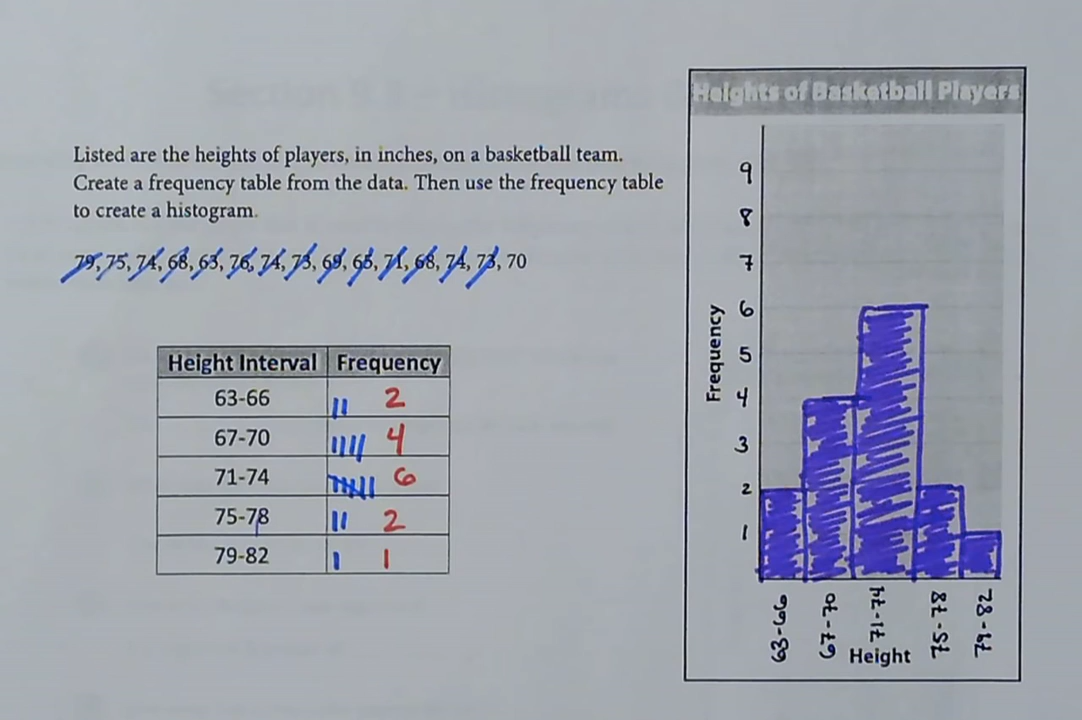 Listed are the heights of players, in inches, on a basketball team.
Create a frequency table from the data. Then use the frequency table
to create a histogram.
79, 75, 74, 68, 63, 76, 74, 73, 69, 65, 71, 68, 74, 73, 70
Height Interval Frequency
63-66 2
67-70 4
71-74 6
75-78 2
79-82 1
Heights of Basketball Players
9
8
7
6
5
4
3
2
1
Frequency
63-66 67-70 71-74 75-78 79-82
Height